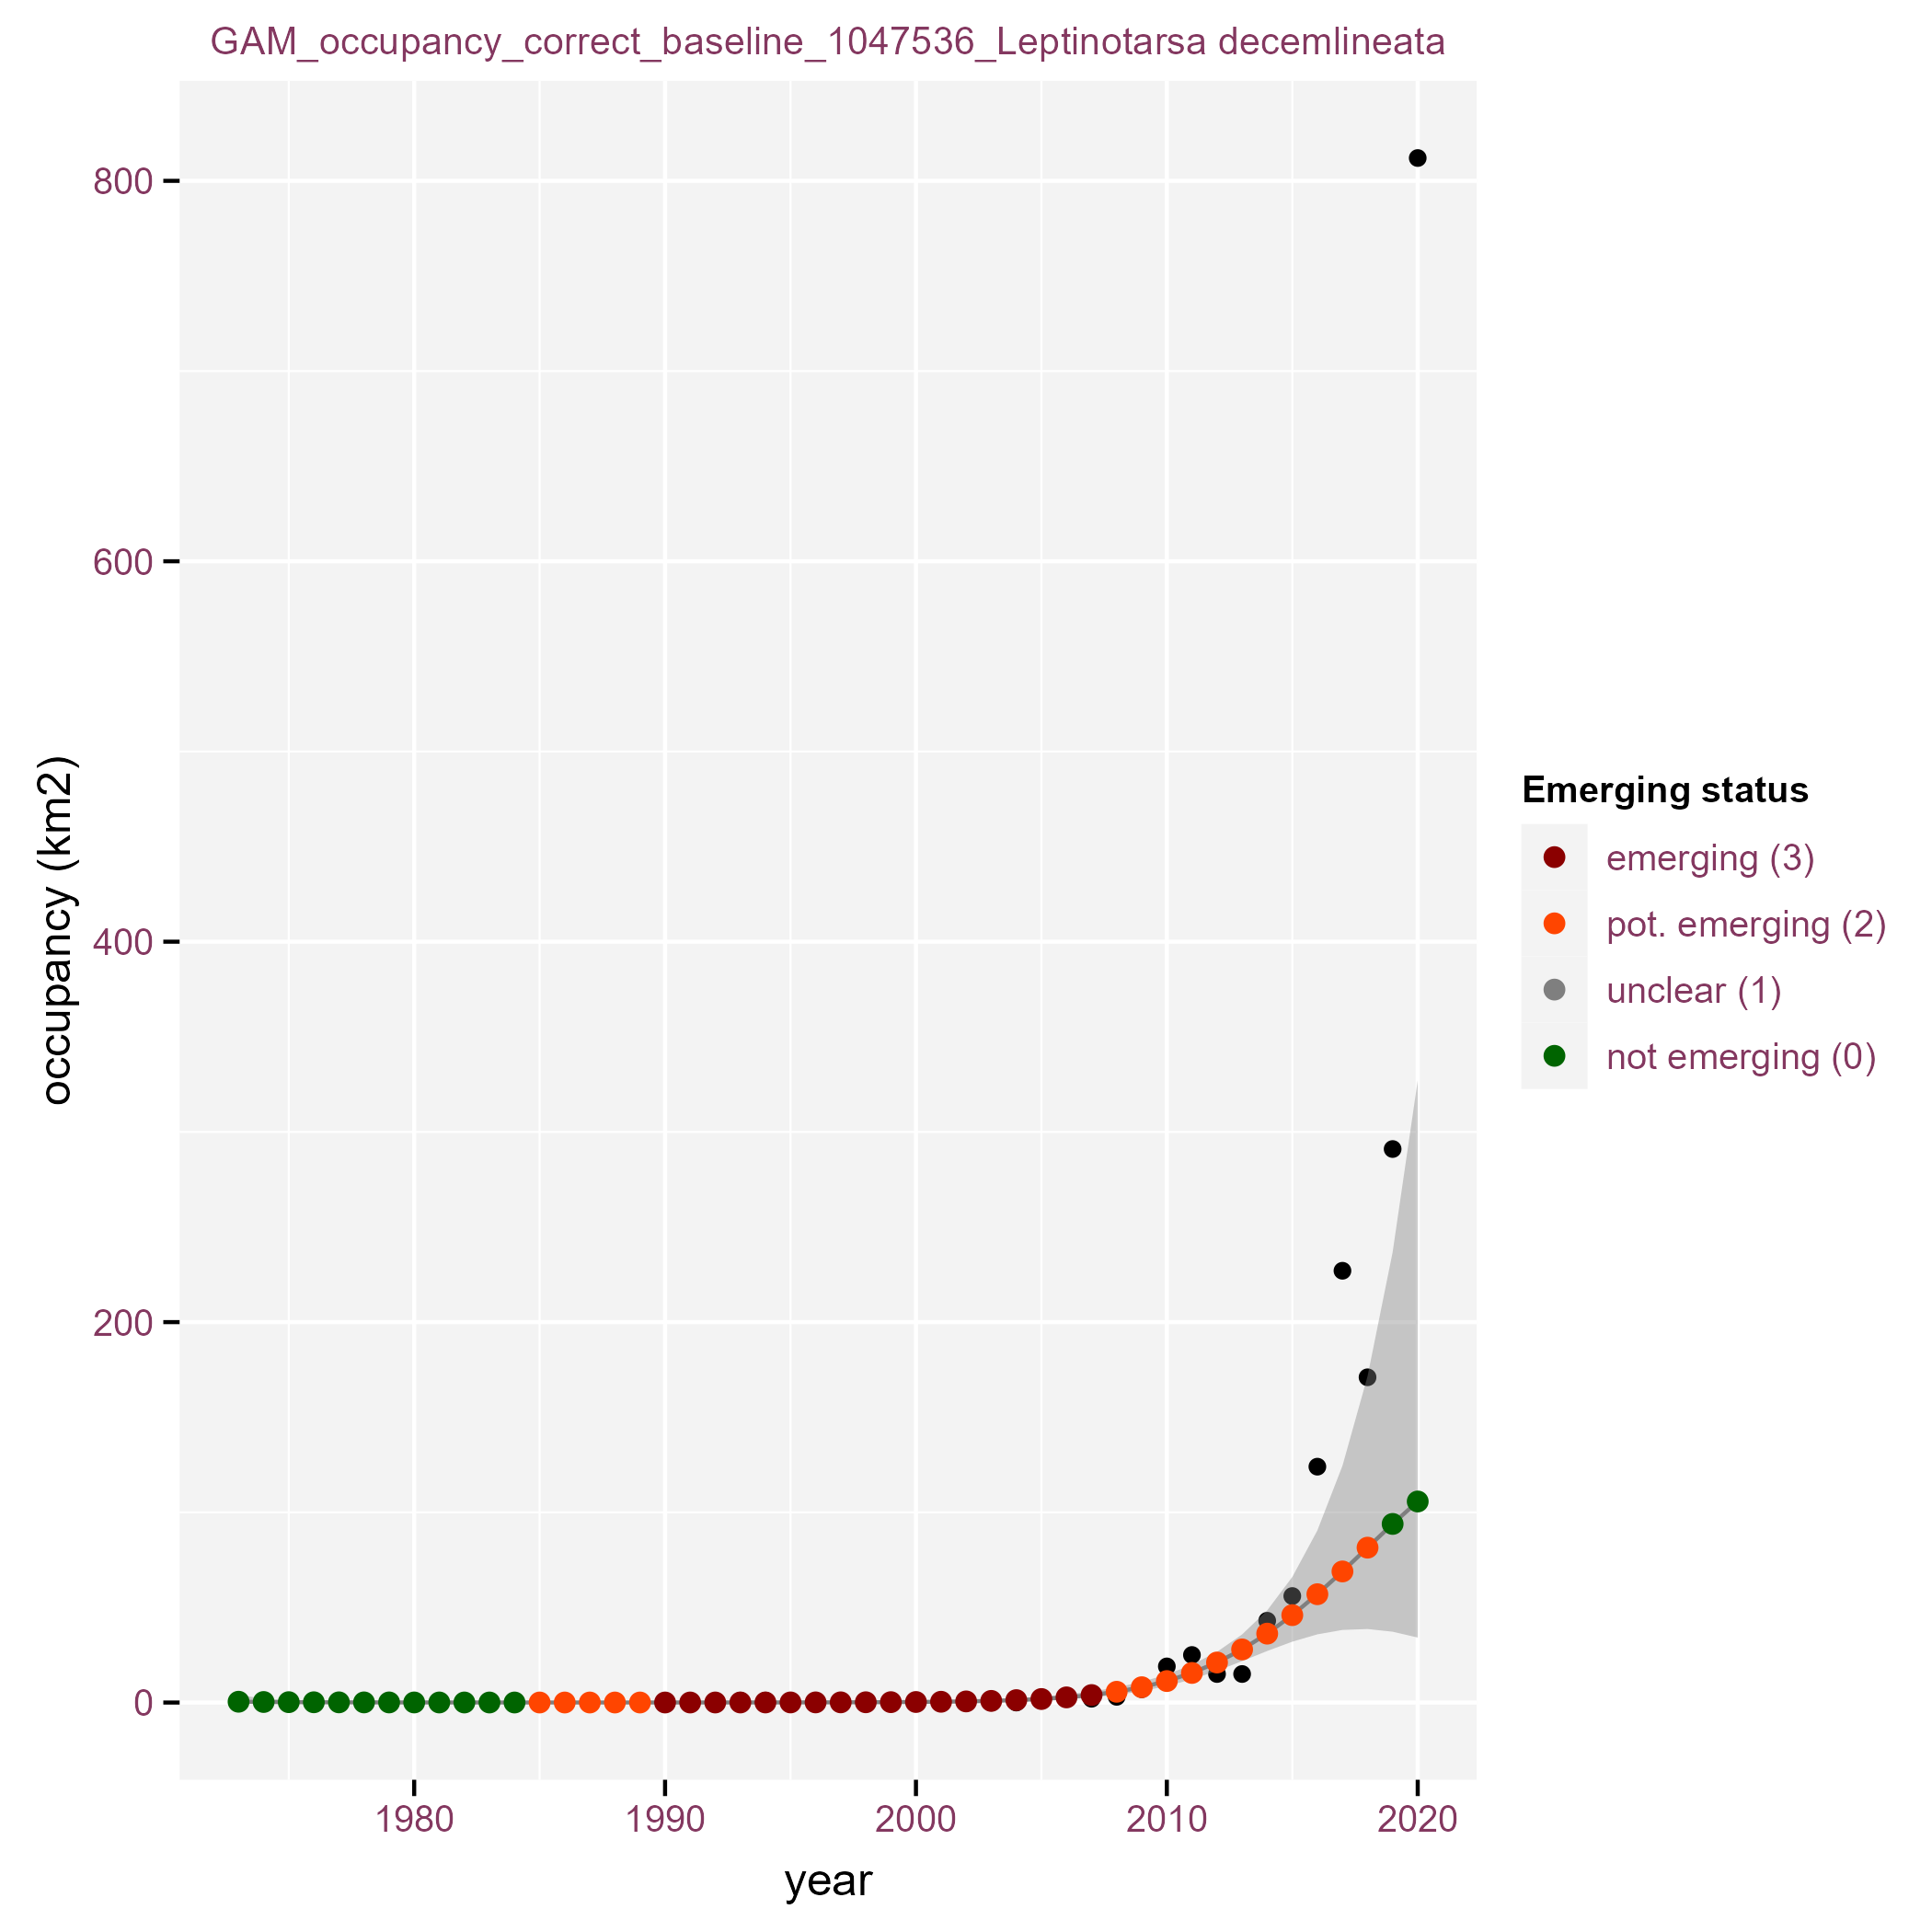 GAM_occupancy_correct_baseline_1047536_Leptinotarsa decemlineata
800
600
400
200
0
occupancy (km2)
1980
1990
2000
2010
2020
year
Emerging status
emerging (3)
pot. emerging (2)
unclear (1)
not emerging (0)